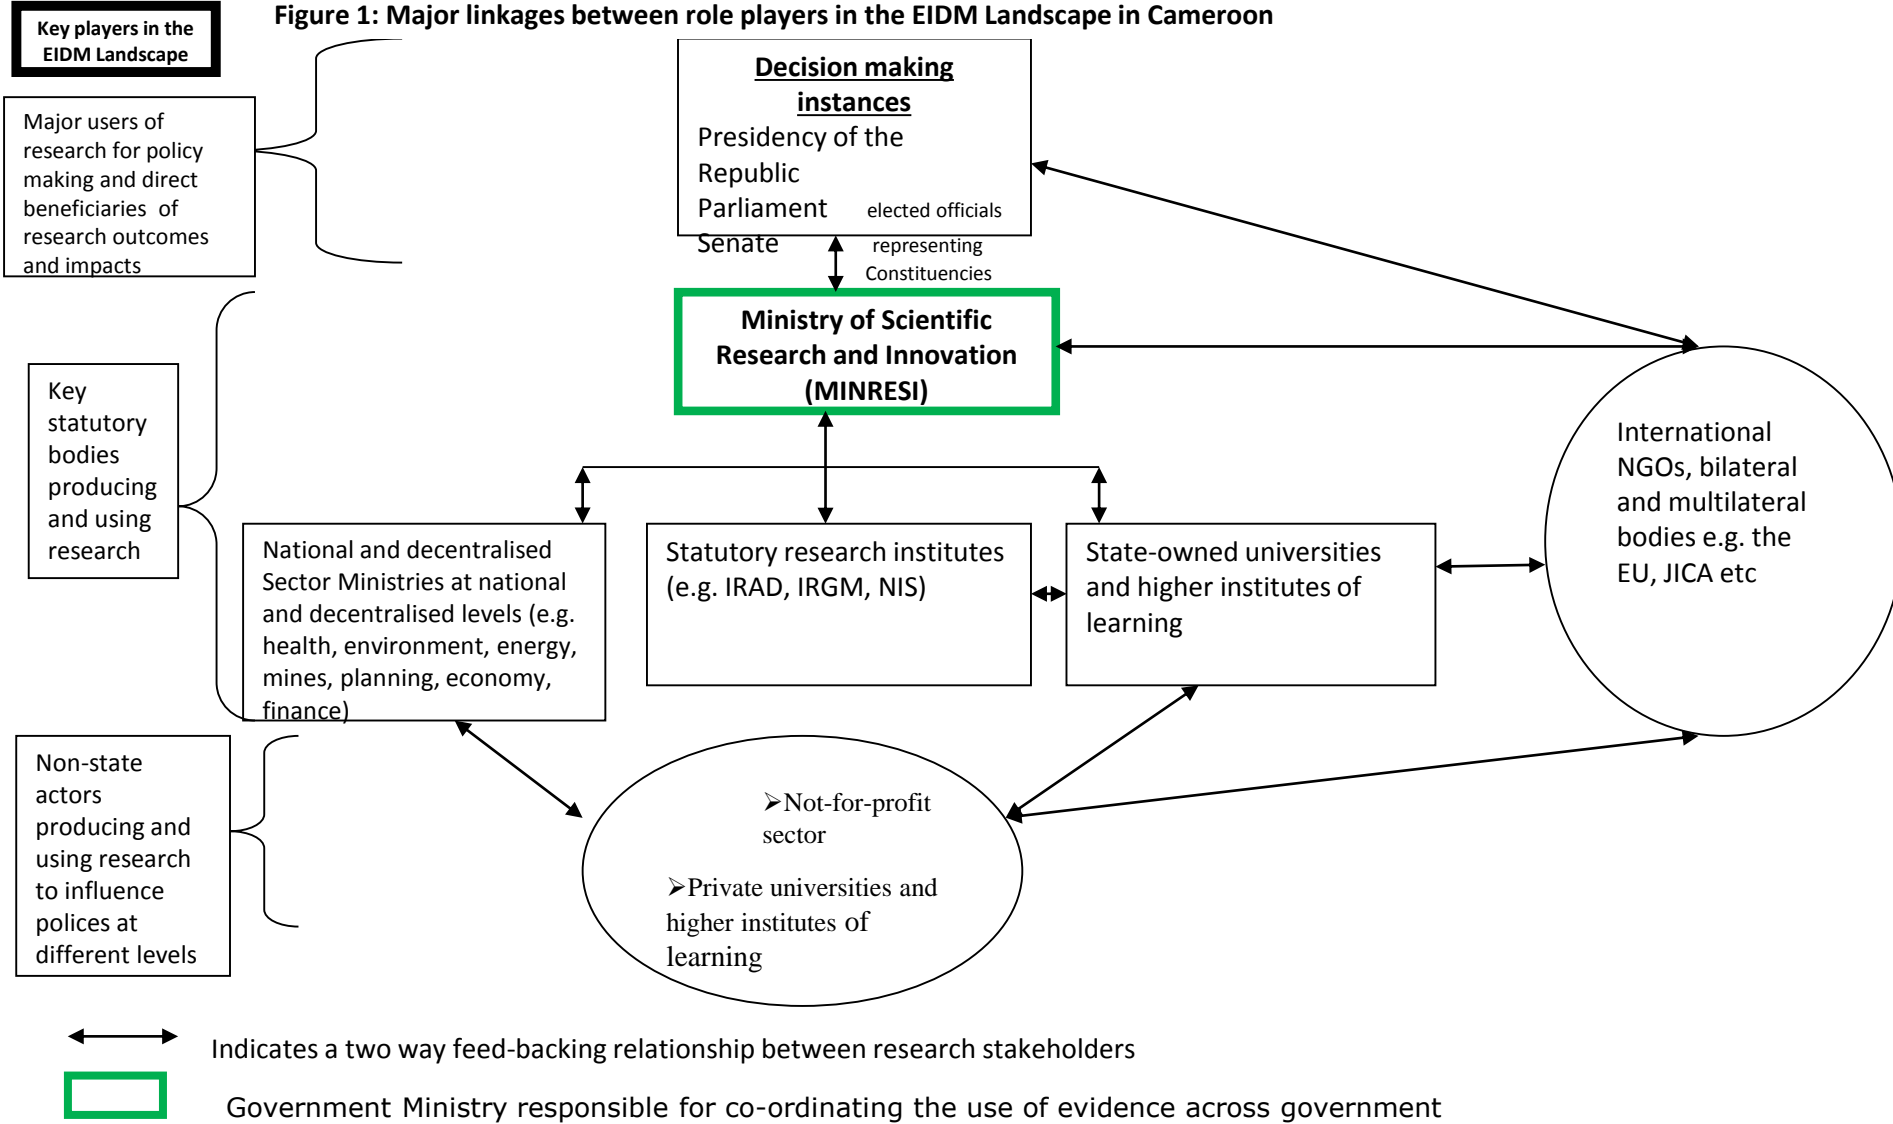 Figure 1: Major linkages between role players in the EIDM Landscape in Cameroon
Key players in the
EIDM Landscape
Major users of
research for policy
making and direct
beneficiaries of
research outcomes
and impacts
Decision making
instances
Presidency of the
Republic
Parliament elected officials
Senate representing
Constituencies
Ministry of Scientific
Research and Innovation
(MINRESI)
Key
statutory
bodies
producing
and using
research
International
NGOs, bilateral
and multilateral
bodies e.g. the
EU, JICA etc
National and decentralised
Sector Ministries at national
and decentralised levels (e.g.
health, environment, energy,
mines, planning, economy,
finance)
Statutory research institutes
(e.g. IRAD, IRGM, NIS)
State-owned universities
and higher institutes of
learning
Non-state
actors
producing and
using research
to influence
polices at
different levels
➢Not-for-profit
sector
➢Private universities and
higher institutes of
learning
Indicates a two way feed-backing relationship between research stakeholders
Government Ministry responsible for co-ordinating the use of evidence across government